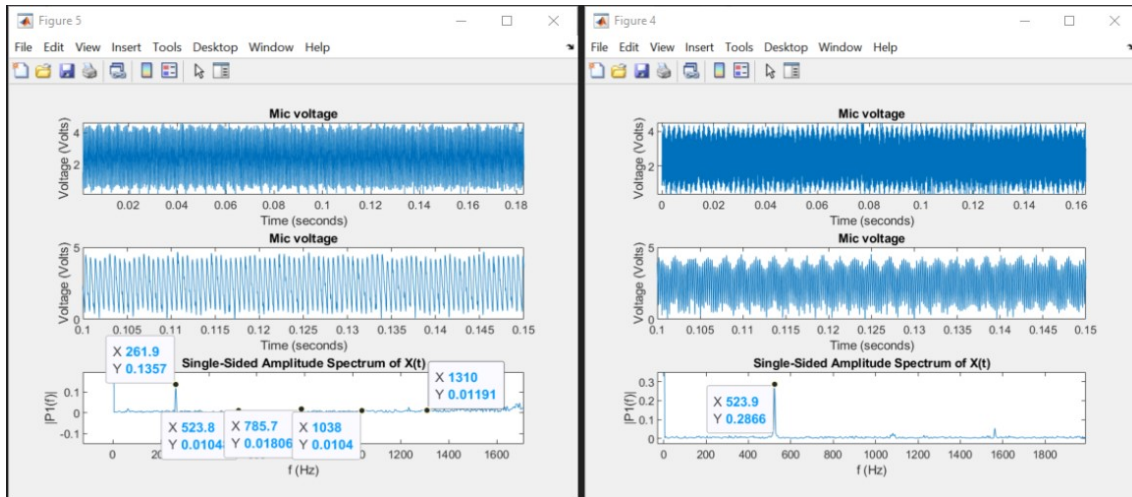 Figure 5
File Edit View Insert Tools Desktop Window Help
Mic voltage
Voltage (Volts)
4
2
0.02 0.04 0.06 0.08 0.1 0.12 0.14 0.16 0.18
Time (seconds)
Mic voltage
Voltage (Volts)
5
0
0.1 0.105 0.11 0.115 0.12 0.125 0.13 0.135 0.14 0.145 0.15
Time (seconds)
Single-Sided Amplitude Spectrum of X(t)
|P1(f)|
0.1
0
-0.1
X 261.9
Y 0.1357
X 523.8
X 785.7
Y 0.01806
X 1038
Y 0.0104
X 1310
Y 0.01191
0 2 1200 1400 1600
f (Hz)
Figure 4
File Edit View Insert Tools Desktop Window Help
Mic voltage
Voltage (Volts)
4
2
0 0.02 0.04 0.06 0.08 0.1 0.12 0.14 0.16
Time (seconds)
Mic voltage
Voltage (Volts)
5
0
0.1 0.105 0.11 0.115 0.12 0.125 0.13 0.135 0.14 0.145 0.15
Time (seconds)
Single-Sided Amplitude Spectrum of X(t)
|P1(f)|
0.3
0.2
0.1
0
X 523.9
Y 0.2866
0 200 400 600 800 1000 1200 1400 1600 1800
f (Hz)